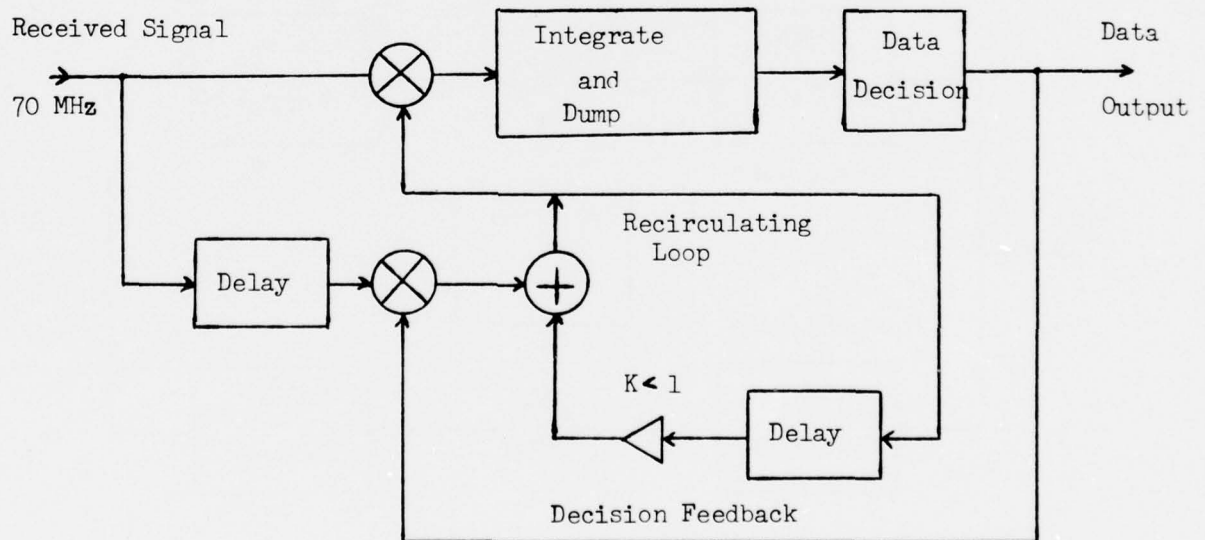 Received Signal
70 MHz
Integrate
and
Dump
Data
Decision
Data
Output
Recirculating
Loop
Delay
K< 1
Delay
Decision Feedback